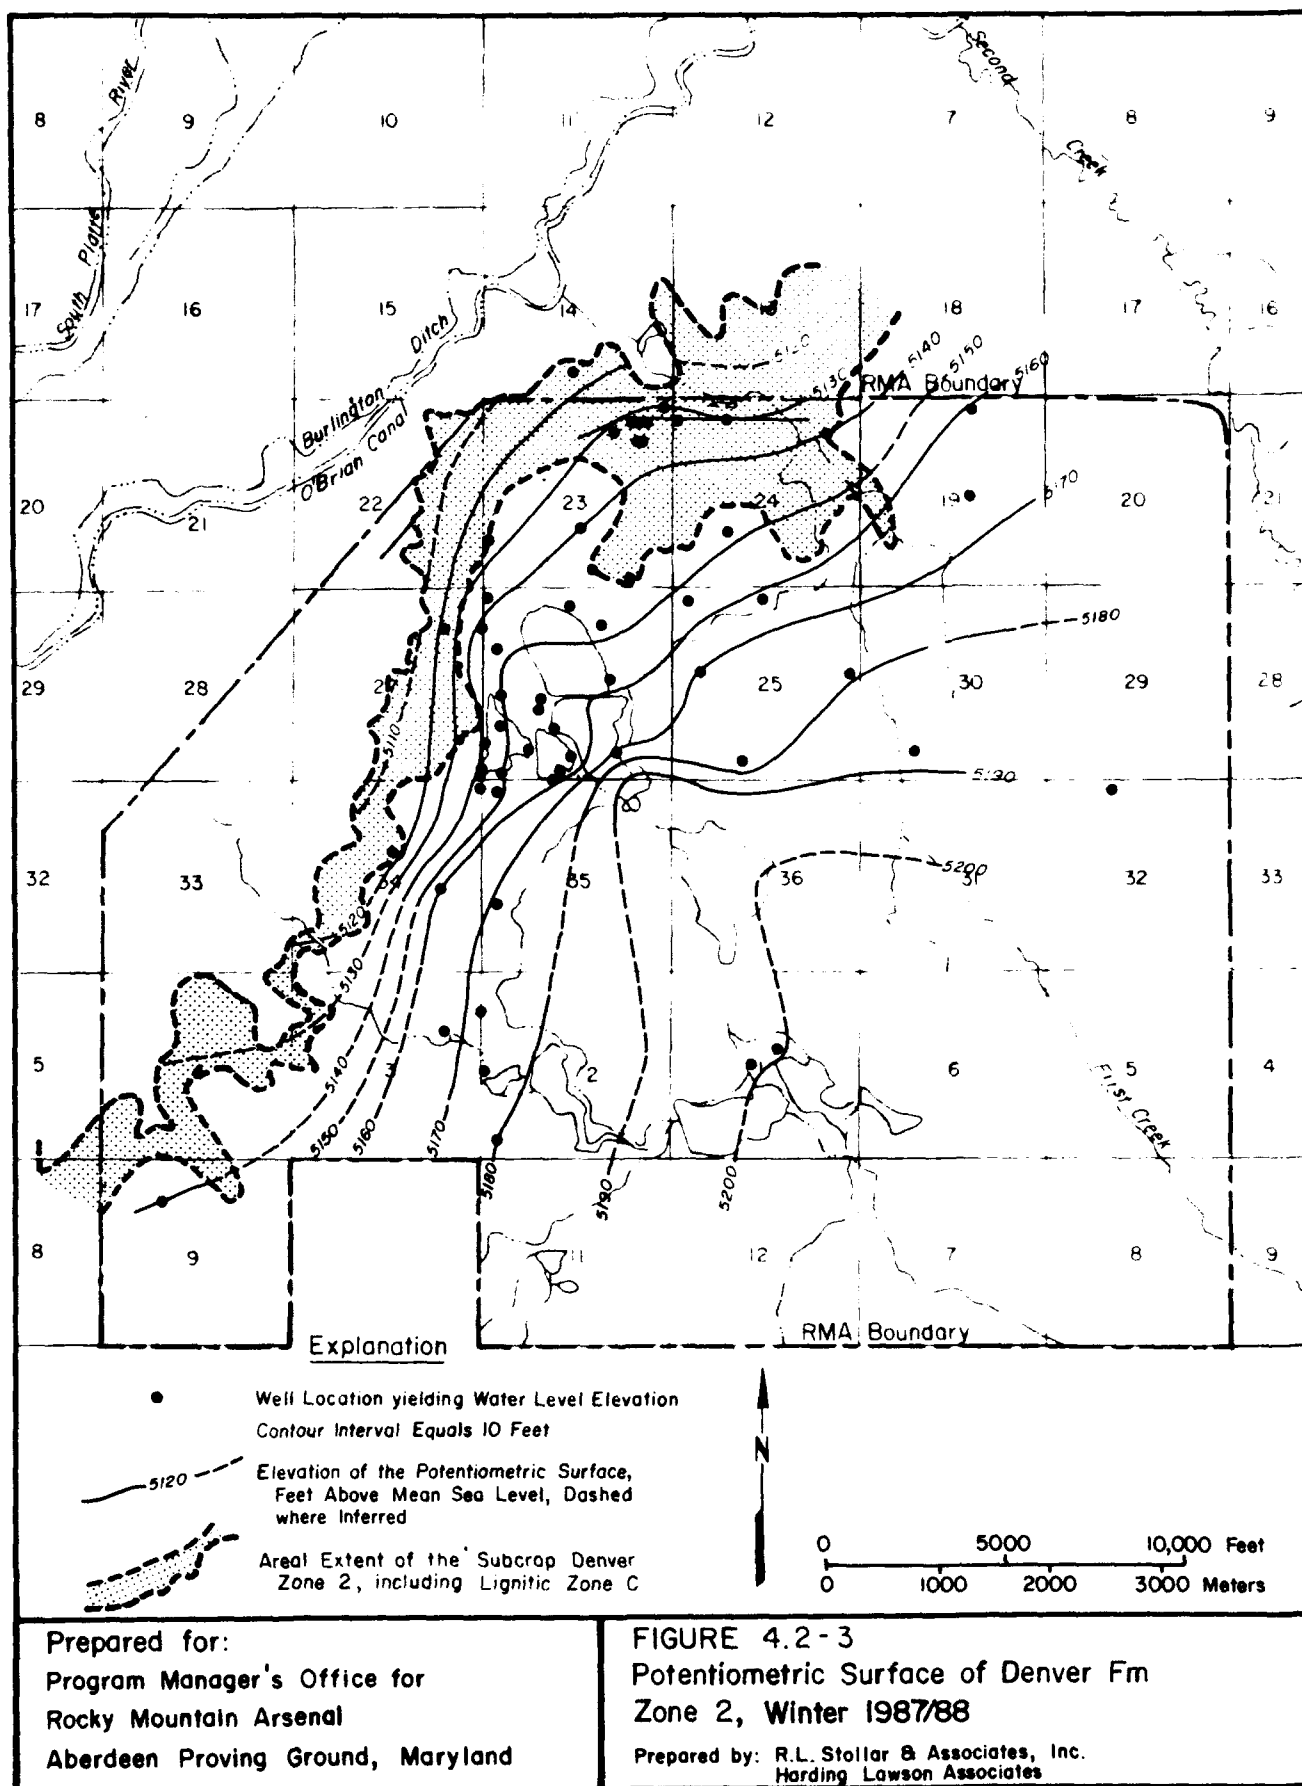 Second
Creek
South Platte River
8 9 10 11 12 7 8 9
17 16 15 14 18 17 16
Burlington Ditch
O'Brian Canal
5140
5150
5160
5130
RMA Boundary
20 21 22 23 24 19 20 21
5170
5180
29 28 25 30 29 28
5110
5190
5200
32 33 34 35 36 32 33
5120
5130
5140
5150
5160
5170
5180
5190
5200
5 3 2 6 5 4
First Creek
8 9 11 12 7 8 9
RMA Boundary
Explanation
Well Location yielding Water Level Elevation
Contour Interval Equals 10 Feet
5120
Elevation of the Potentiometric Surface,
Feet Above Mean Sea Level, Dashed
where Inferred
Areal Extent of the Subcrop Denver
Zone 2, including Lignitic Zone C
N
0 5000 10,000 Feet
0 1000 2000 3000 Meters
Prepared for:
Program Manager's Office for
Rocky Mountain Arsenal
Aberdeen Proving Ground, Maryland
FIGURE 4.2-3
Potentiometric Surface of Denver Fm
Zone 2, Winter 1987/88
Prepared by: R.L. Stollar & Associates, Inc.
Harding Lawson Associates